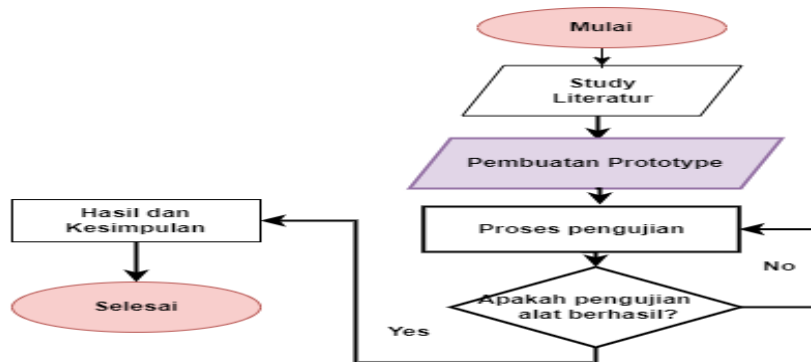 Mulai
Study
Literatur
Pembuatan Prototype
Proses pengujian
Apakah pengujian
alat berhasil?
No
Yes
Hasil dan
Kesimpulan
Selesai